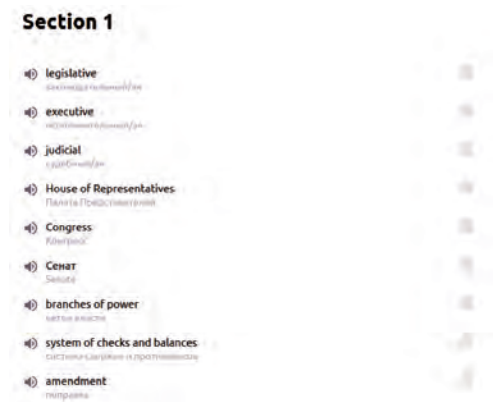 Section 1
legislative
законодательный/ая
executive
исполнительный/ая
judicial
судебный/ая
House of Representatives
Палата Представителей
Congress
Конгресс
Сенат
Senate
branches of power
ветви власти
system of checks and balances
система сдержек и противовесов
amendment
поправка